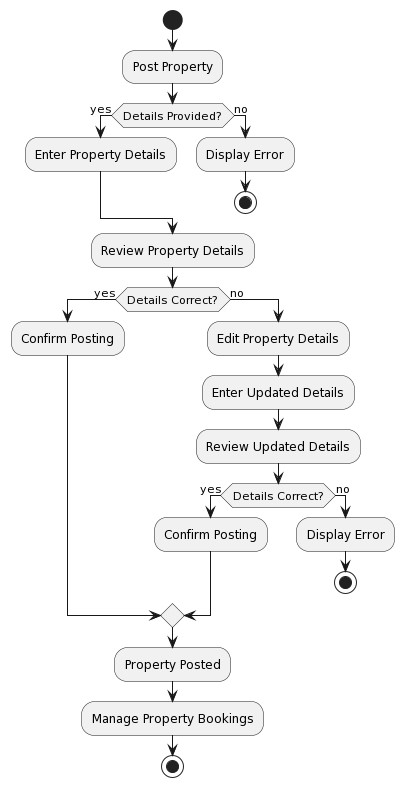 Post Property
yes
Details Provided?
no
Enter Property Details
Display Error
Review Property Details
yes
Details Correct?
no
Confirm Posting
Edit Property Details
Enter Updated Details
Review Updated Details
yes
Details Correct?
no
Confirm Posting
Display Error
Property Posted
Manage Property Bookings